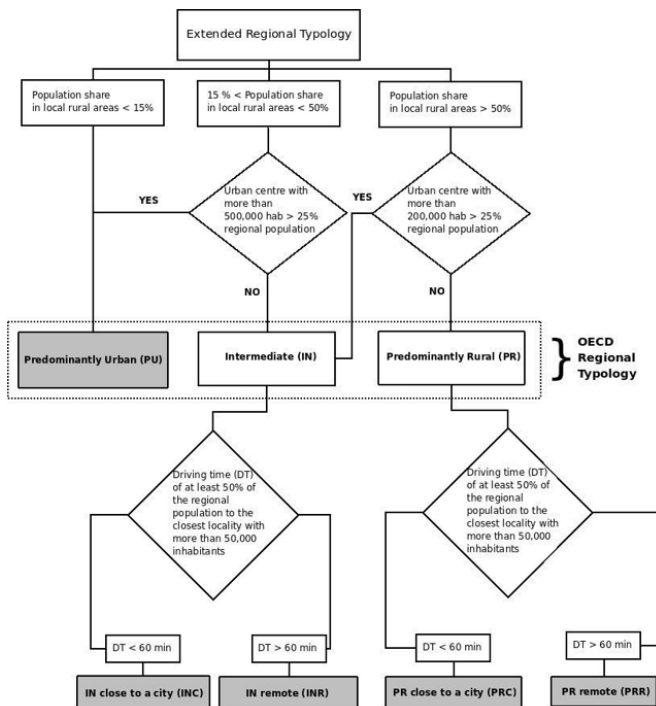 Extended Regional Typology
Population share
in local rural areas < 15%
15 % < Population share
in local rural areas < 50%
Population share
in local rural areas > 50%
Urban centre with
more than
500,000 hab > 25%
regional population
YES
NO
Urban centre with
more than
200,000 hab > 25%
regional population
YES
NO
Predominantly Urban (PU)
Intermediate (IN)
Predominantly Rural (PR)
OECD
Regional
Typology
Driving time (DT)
of at least 50% of
the regional
population to the
closest locality with
more than 50,000
inhabitants
Driving time (DT)
of at least 50% of
the regional
population to the
closest locality with
more than 50,000
inhabitants
DT < 60 min
DT > 60 min
DT < 60 min
DT > 60 min
IN close to a city (INC)
IN remote (INR)
PR close to a city (PRC)
PR remote (PRR)